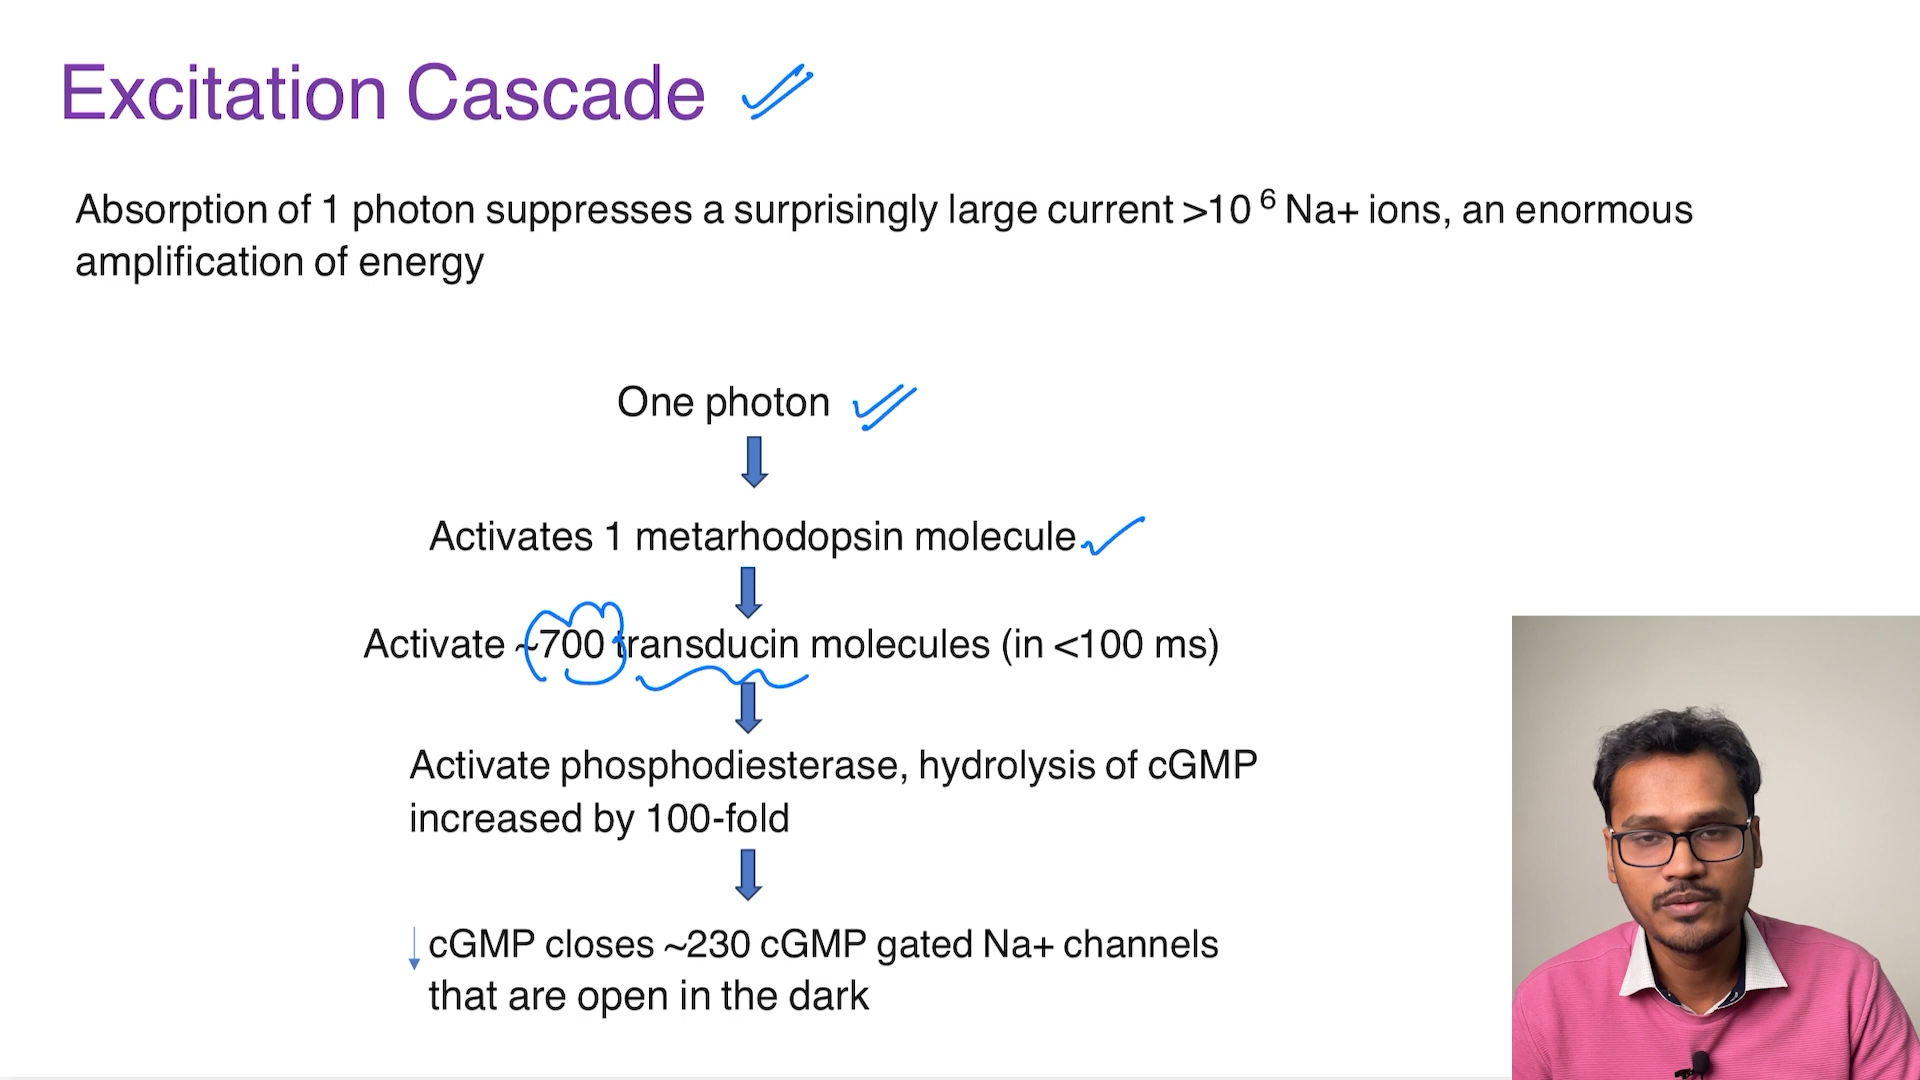 Excitation Cascade
Absorption of 1 photon suppresses a surprisingly large current >10⁶ Na+ ions, an enormous
amplification of energy
One photon
Activates 1 metarhodopsin molecule
Activate ~700 transducin molecules (in <100 ms)
Activate phosphodiesterase, hydrolysis of cGMP
increased by 100-fold
↓ cGMP closes ~230 cGMP gated Na+ channels
that are open in the dark